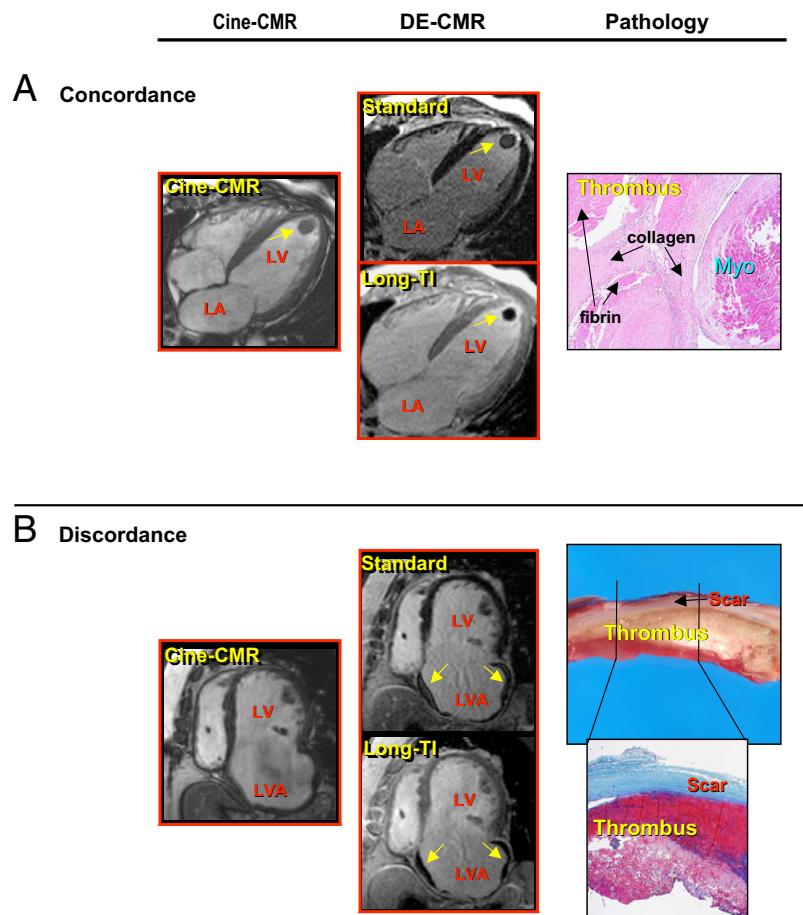 Cine-CMR DE-CMR Pathology
A Concordance
Standard
LV
LA
Cine-CMR
LV
LA
Long-TI
LV
LA
Thrombus
collagen
Myo
fibrin
B Discordance
Standard
LV
LVA
Cine-CMR
LV
LVA
Long-TI
LV
LVA
Scar
Thrombus
Scar
Thrombus